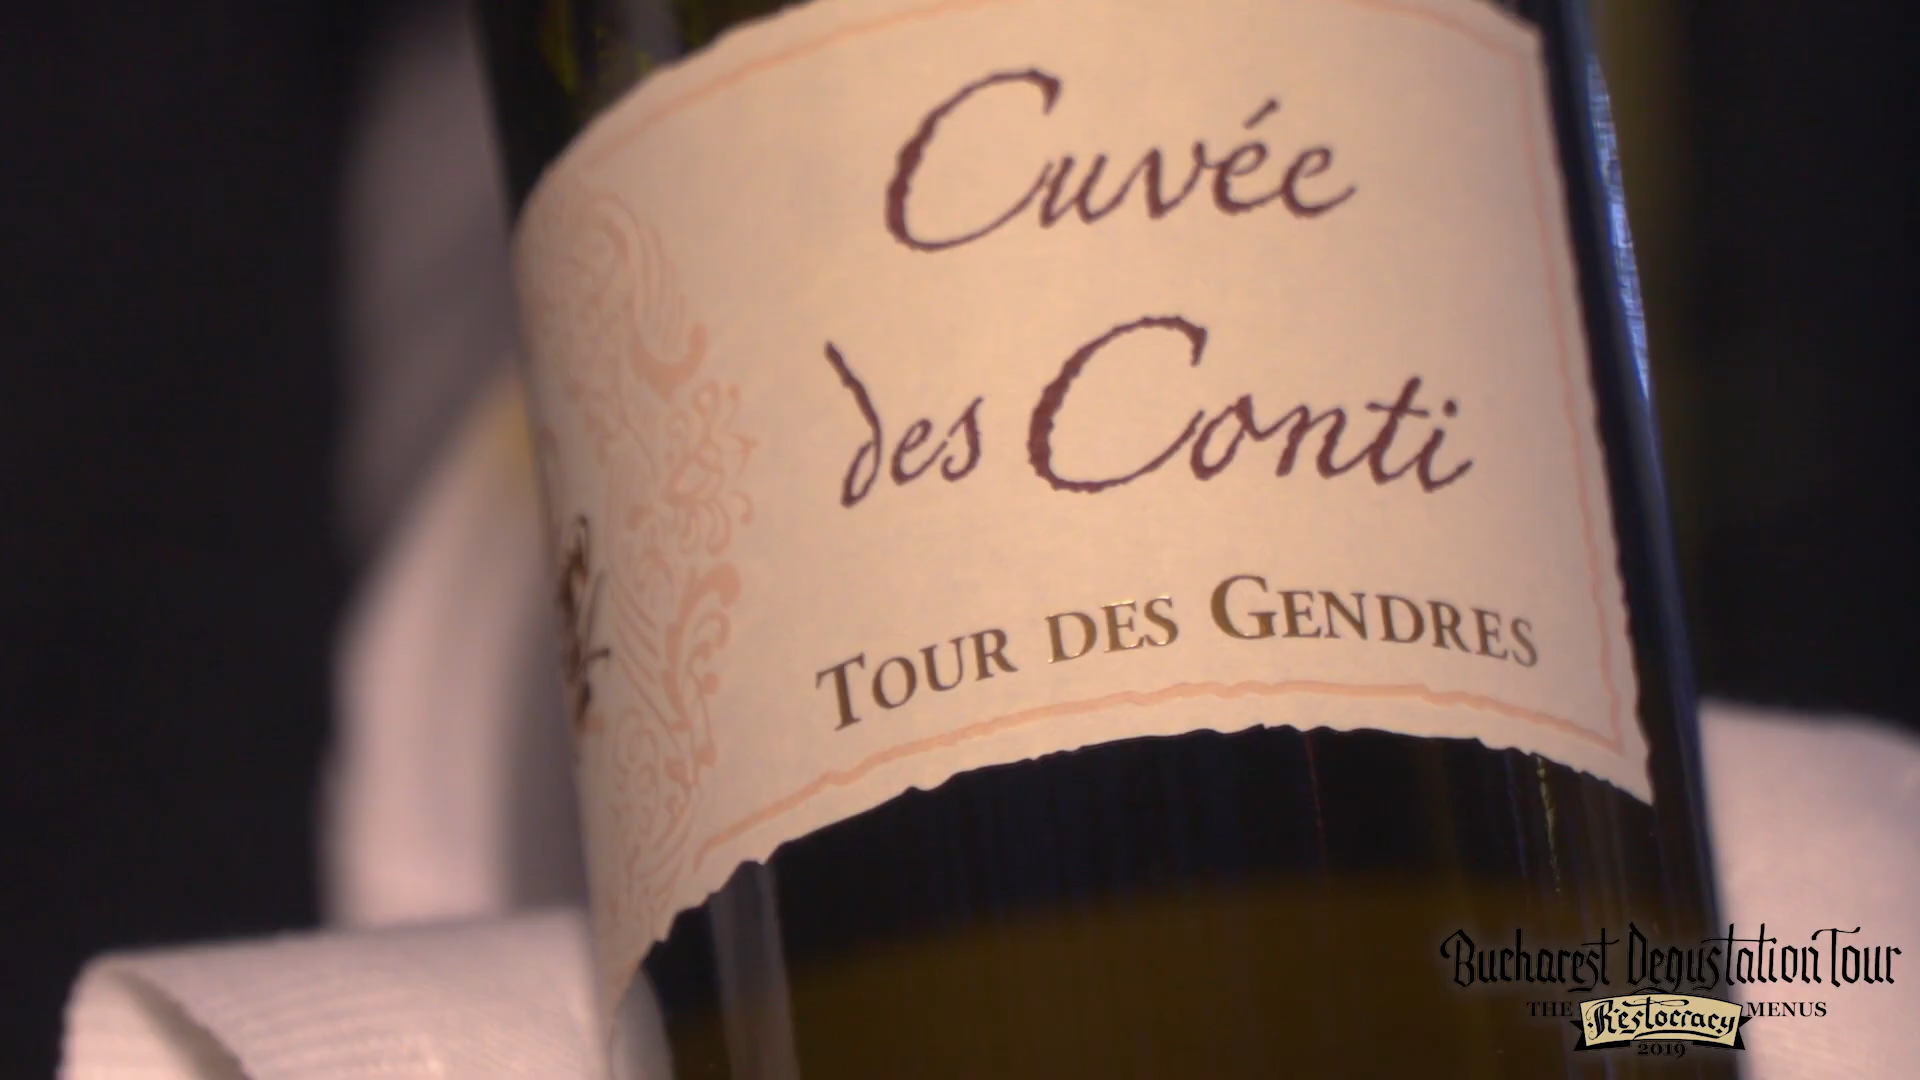 Cuvée
des Conti
TOUR DES GENDRES
Bucharest Degustation Tour
THE Restocracy MENUS
2019